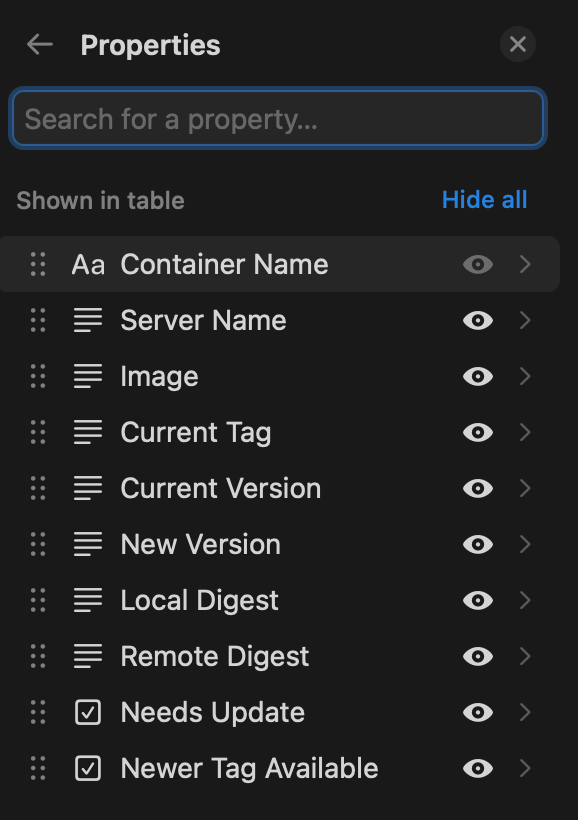 Properties
Search for a property...
Shown in table Hide all
Aa Container Name
Server Name
Image
Current Tag
Current Version
New Version
Local Digest
Remote Digest
Needs Update
Newer Tag Available